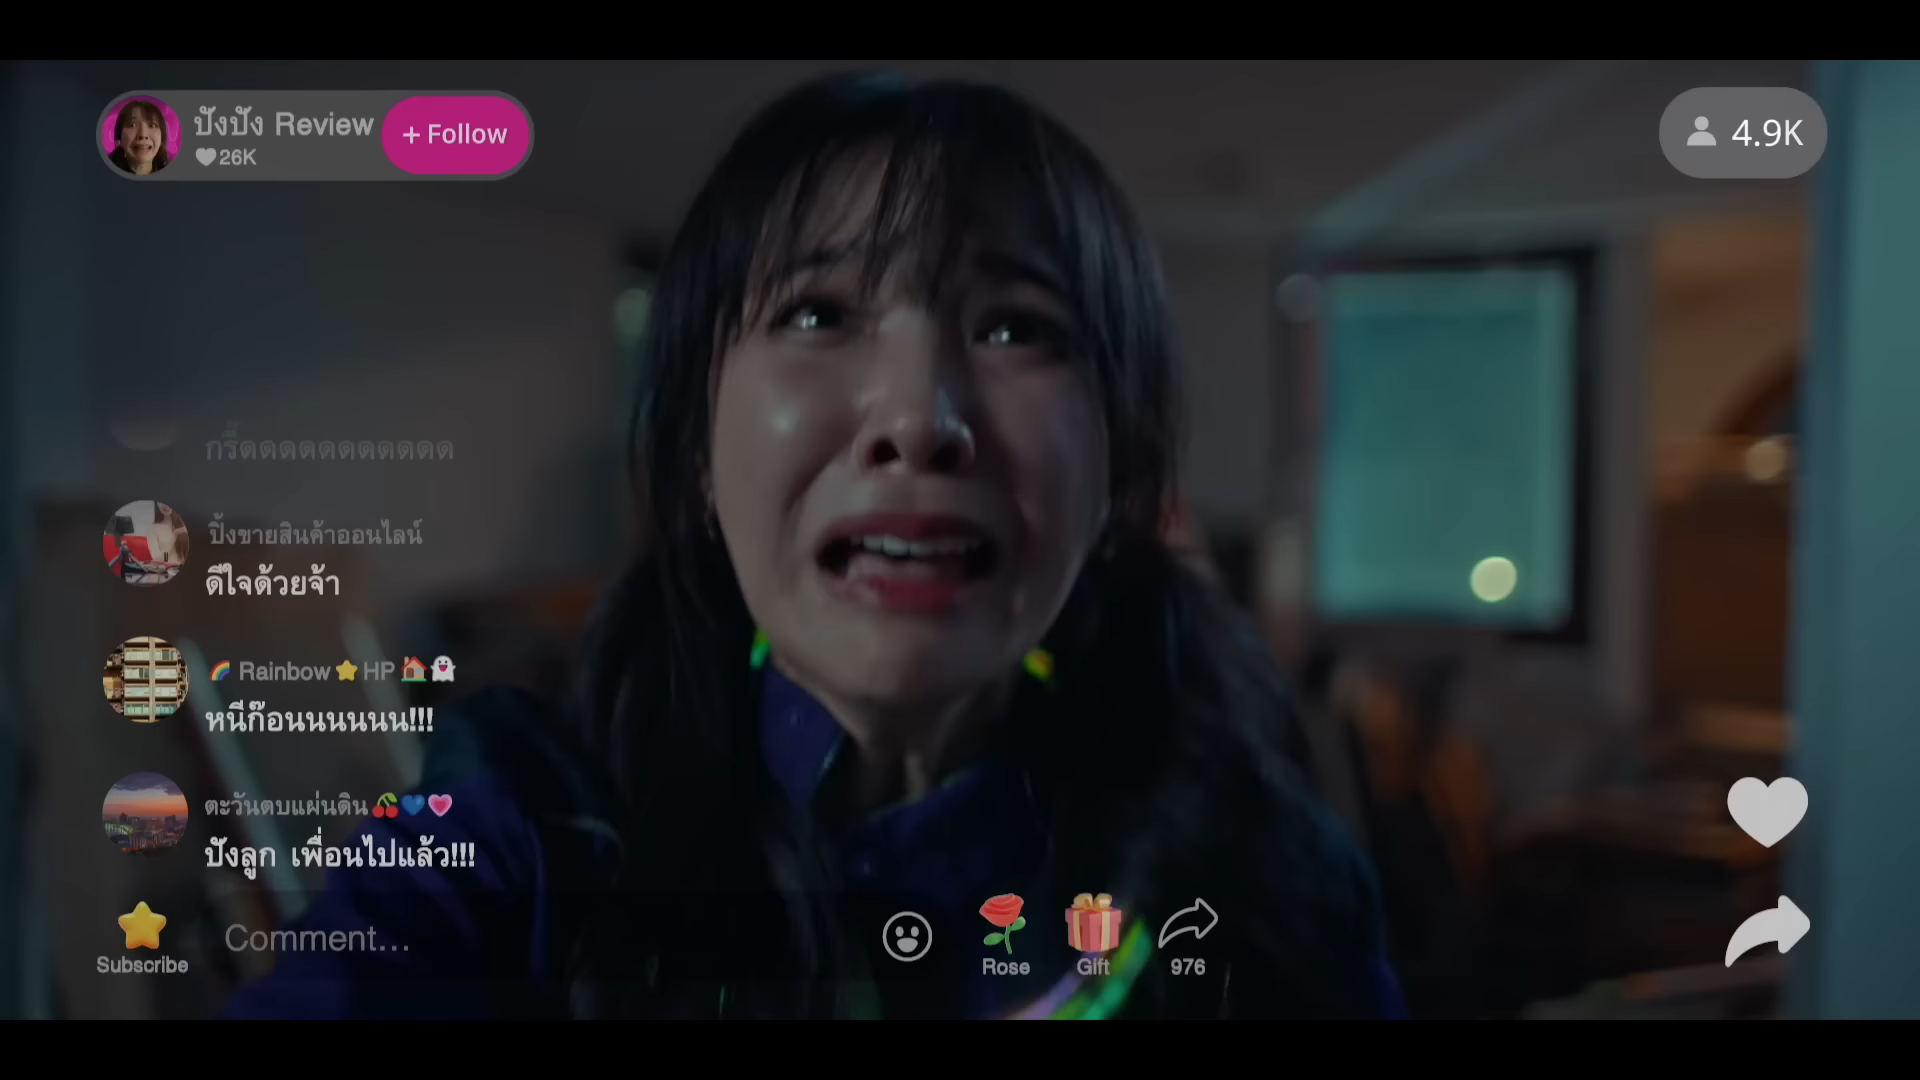 ปังปัง Review
26K
+ Follow
4.9K
กรี๊ดดดดดดดดดดด
ปิ้งขายสินค้าออนไลน์
ดีใจด้วยจ้า
🌈 Rainbow ⭐ HP 🏠👻
หนีก๊อนนนนนน!!!
ตะวันตบแผ่นดิน🍒💙💗
ปังลูก เพื่อนไปแล้ว!!!
Subscribe
Comment...
Rose
Gift
976